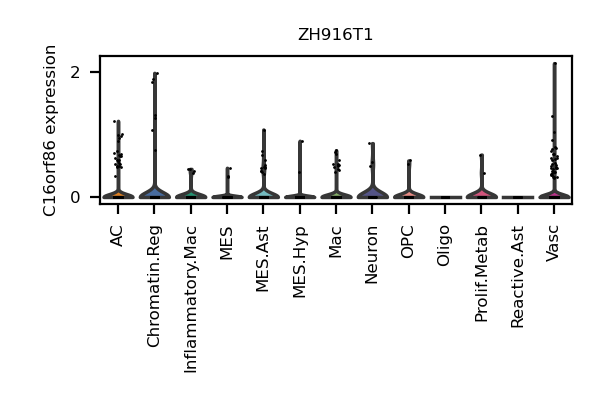 ZH916T1
C16orf86 expression
2
0
AC
Chromatin.Reg
Inflammatory.Mac
MES
MES.Ast
MES.Hyp
Mac
Neuron
OPC
Oligo
Prolif.Metab
Reactive.Ast
Vasc